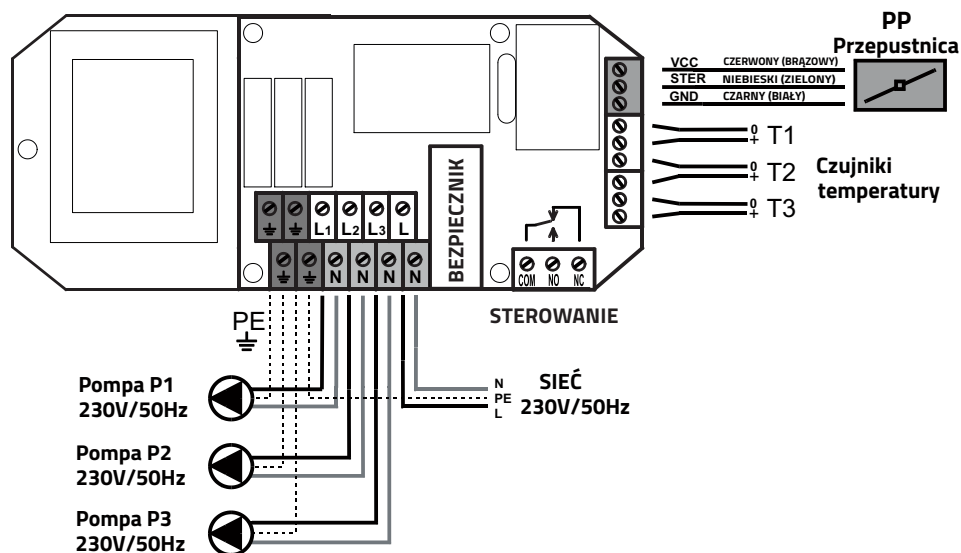 PP
Przepustnica
VCC CZERWONY (BRĄZOWY)
STER NIEBIESKI (ZIELONY)
GND CZARNY (BIAŁY)
0
+ T1
0
+ T2
0
+ T3
Czujniki
temperatury
BEZPIECZNIK
L1 L2 L3 L
N N N N
COM NO NC
STEROWANIE
PE
Pompa P1
230V/50Hz
N
PE
L
SIEĆ
230V/50Hz
Pompa P2
230V/50Hz
Pompa P3
230V/50Hz